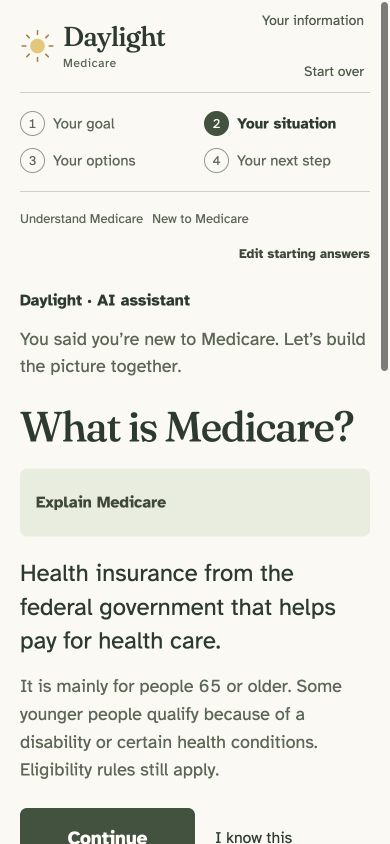 Daylight
Medicare
Your information
Start over
1 Your goal
2 Your situation
3 Your options
4 Your next step
Understand Medicare New to Medicare
Edit starting answers
Daylight · AI assistant
You said you’re new to Medicare. Let’s build
the picture together.
What is Medicare?
Explain Medicare
Health insurance from the
federal government that helps
pay for health care.
It is mainly for people 65 or older. Some
younger people qualify because of a
disability or certain health conditions.
Eligibility rules still apply.
Continue
I know this